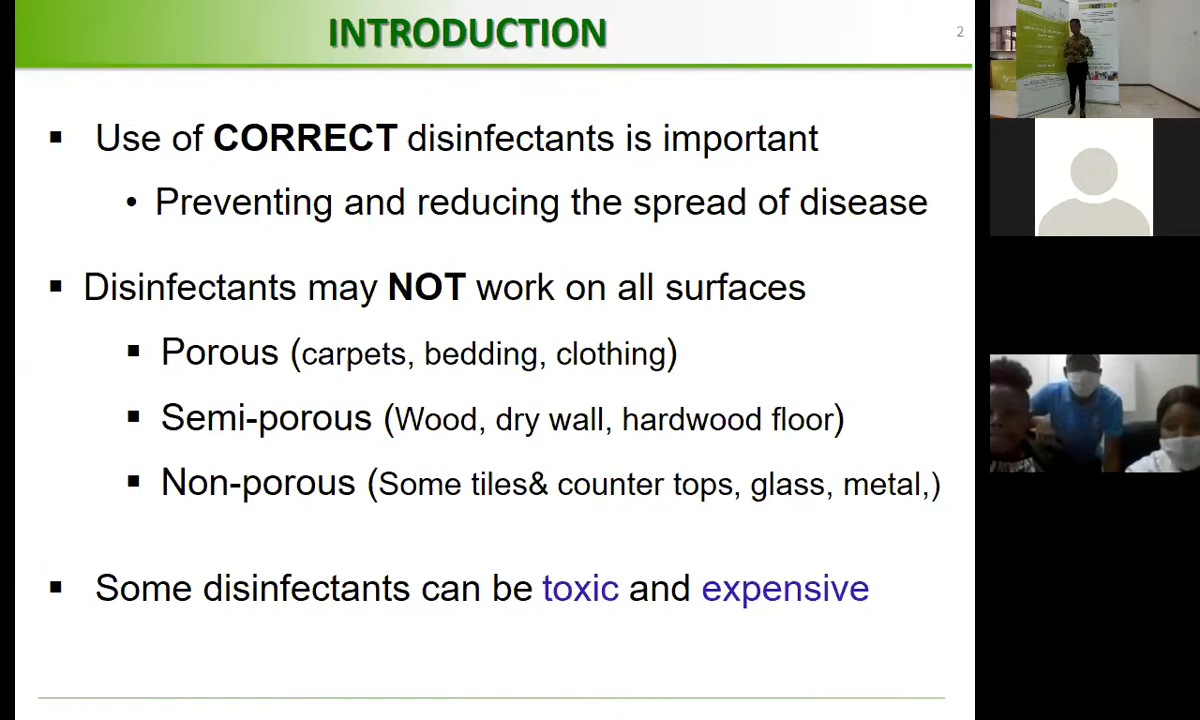 INTRODUCTION
2
▪ Use of CORRECT disinfectants is important
• Preventing and reducing the spread of disease
▪ Disinfectants may NOT work on all surfaces
▪ Porous (carpets, bedding, clothing)
▪ Semi-porous (Wood, dry wall, hardwood floor)
▪ Non-porous (Some tiles& counter tops, glass, metal,)
▪ Some disinfectants can be toxic and expensive